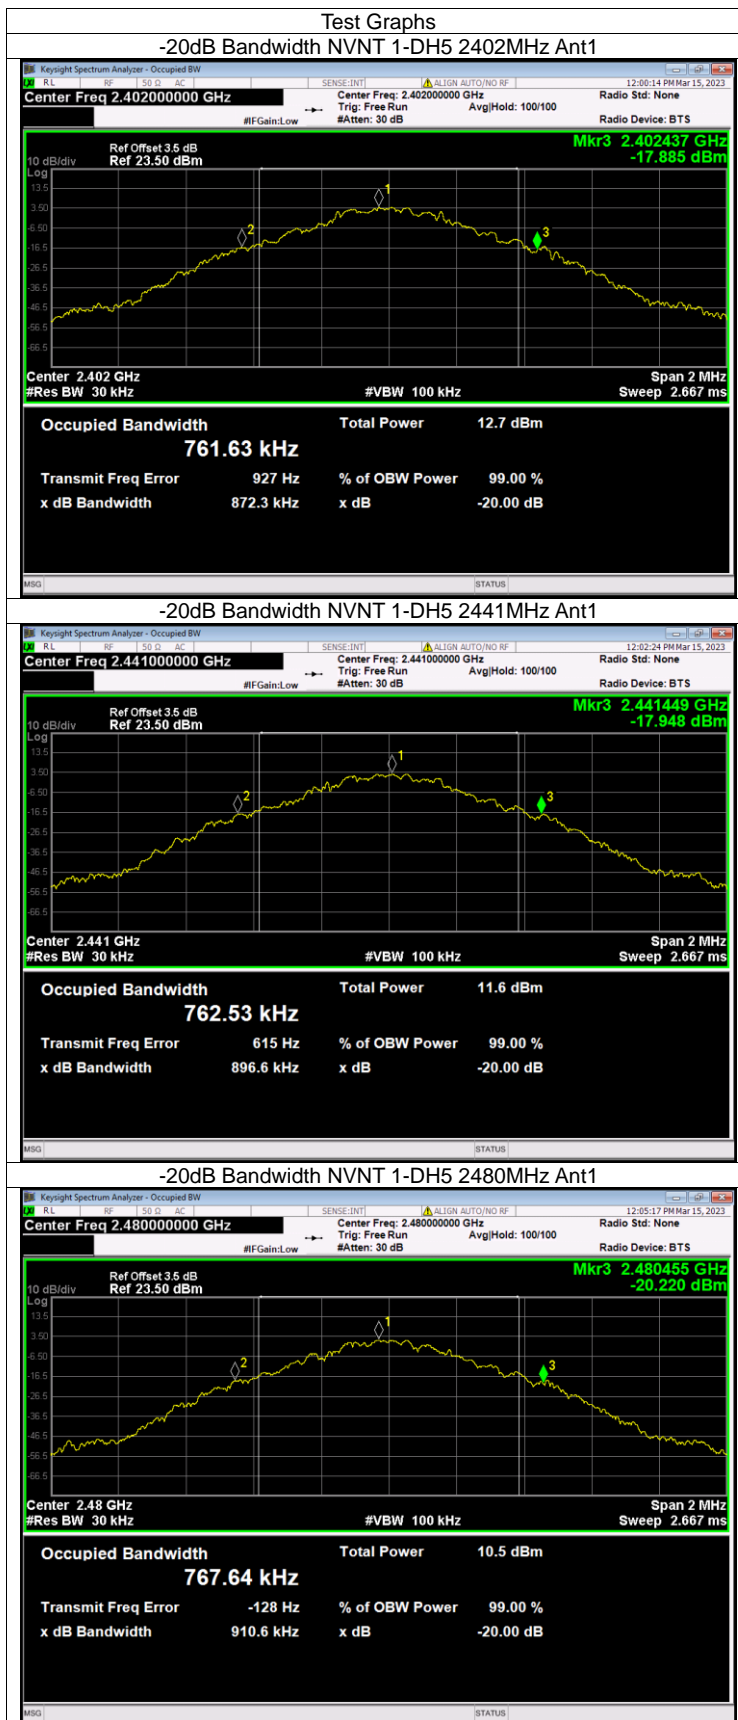 Test Graphs
-20dB Bandwidth NVNT 1-DH5 2402MHz Ant1
Keysight Spectrum Analyzer - Occupied BW
LXI RL RF 50 Ω AC SENSE:INT ALIGN AUTO/NO RF 12:00:14 PM Mar 15, 2023
Center Freq 2.402000000 GHz Center Freq: 2.402000000 GHz Radio Std: None
Trig: Free Run Avg|Hold: 100/100
#IFGain:Low #Atten: 30 dB Radio Device: BTS
Mkr3 2.402437 GHz
-17.885 dBm
Ref Offset 3.5 dB
10 dB/div Ref 23.50 dBm
Log
13.5
3.50
-6.50
-16.5
-26.5
-36.5
-46.5
-56.5
-66.5
1
2
3
Center 2.402 GHz Span 2 MHz
#Res BW 30 kHz #VBW 100 kHz Sweep 2.667 ms
Occupied Bandwidth Total Power 12.7 dBm
761.63 kHz
Transmit Freq Error 927 Hz % of OBW Power 99.00 %
x dB Bandwidth 872.3 kHz x dB -20.00 dB
MSG STATUS
-20dB Bandwidth NVNT 1-DH5 2441MHz Ant1
Keysight Spectrum Analyzer - Occupied BW
LXI RL RF 50 Ω AC SENSE:INT ALIGN AUTO/NO RF 12:02:24 PM Mar 15, 2023
Center Freq 2.441000000 GHz Center Freq: 2.441000000 GHz Radio Std: None
Trig: Free Run Avg|Hold: 100/100
#IFGain:Low #Atten: 30 dB Radio Device: BTS
Mkr3 2.441449 GHz
-17.948 dBm
Ref Offset 3.5 dB
10 dB/div Ref 23.50 dBm
Log
13.5
3.50
-6.50
-16.5
-26.5
-36.5
-46.5
-56.5
-66.5
1
2
3
Center 2.441 GHz Span 2 MHz
#Res BW 30 kHz #VBW 100 kHz Sweep 2.667 ms
Occupied Bandwidth Total Power 11.6 dBm
762.53 kHz
Transmit Freq Error 615 Hz % of OBW Power 99.00 %
x dB Bandwidth 896.6 kHz x dB -20.00 dB
MSG STATUS
-20dB Bandwidth NVNT 1-DH5 2480MHz Ant1
Keysight Spectrum Analyzer - Occupied BW
LXI RL RF 50 Ω AC SENSE:INT ALIGN AUTO/NO RF 12:05:17 PM Mar 15, 2023
Center Freq 2.480000000 GHz Center Freq: 2.480000000 GHz Radio Std: None
Trig: Free Run Avg|Hold: 100/100
#IFGain:Low #Atten: 30 dB Radio Device: BTS
Mkr3 2.480455 GHz
-20.220 dBm
Ref Offset 3.5 dB
10 dB/div Ref 23.50 dBm
Log
13.5
3.50
-6.50
-16.5
-26.5
-36.5
-46.5
-56.5
-66.5
1
2
3
Center 2.48 GHz Span 2 MHz
#Res BW 30 kHz #VBW 100 kHz Sweep 2.667 ms
Occupied Bandwidth Total Power 10.5 dBm
767.64 kHz
Transmit Freq Error -128 Hz % of OBW Power 99.00 %
x dB Bandwidth 910.6 kHz x dB -20.00 dB
MSG STATUS